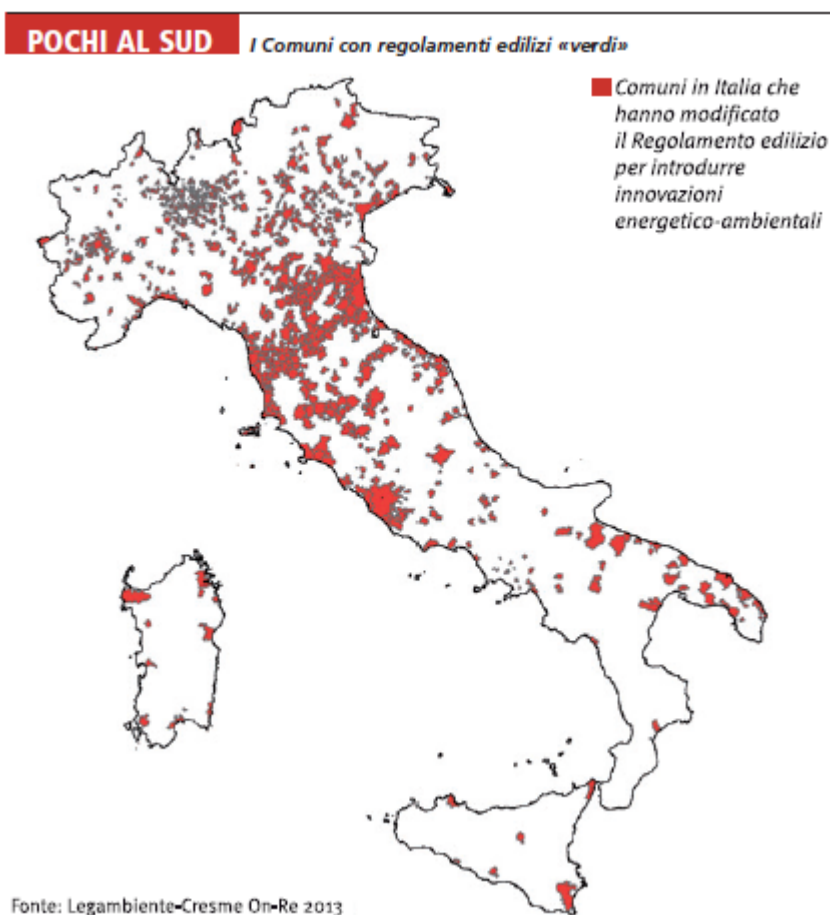 POCHI AL SUD
I Comuni con regolamenti edilizi «verdi»
Comuni in Italia che
hanno modificato
il Regolamento edilizio
per introdurre
innovazioni
energetico-ambientali
Fonte: Legambiente-Cresme On-Re 2013